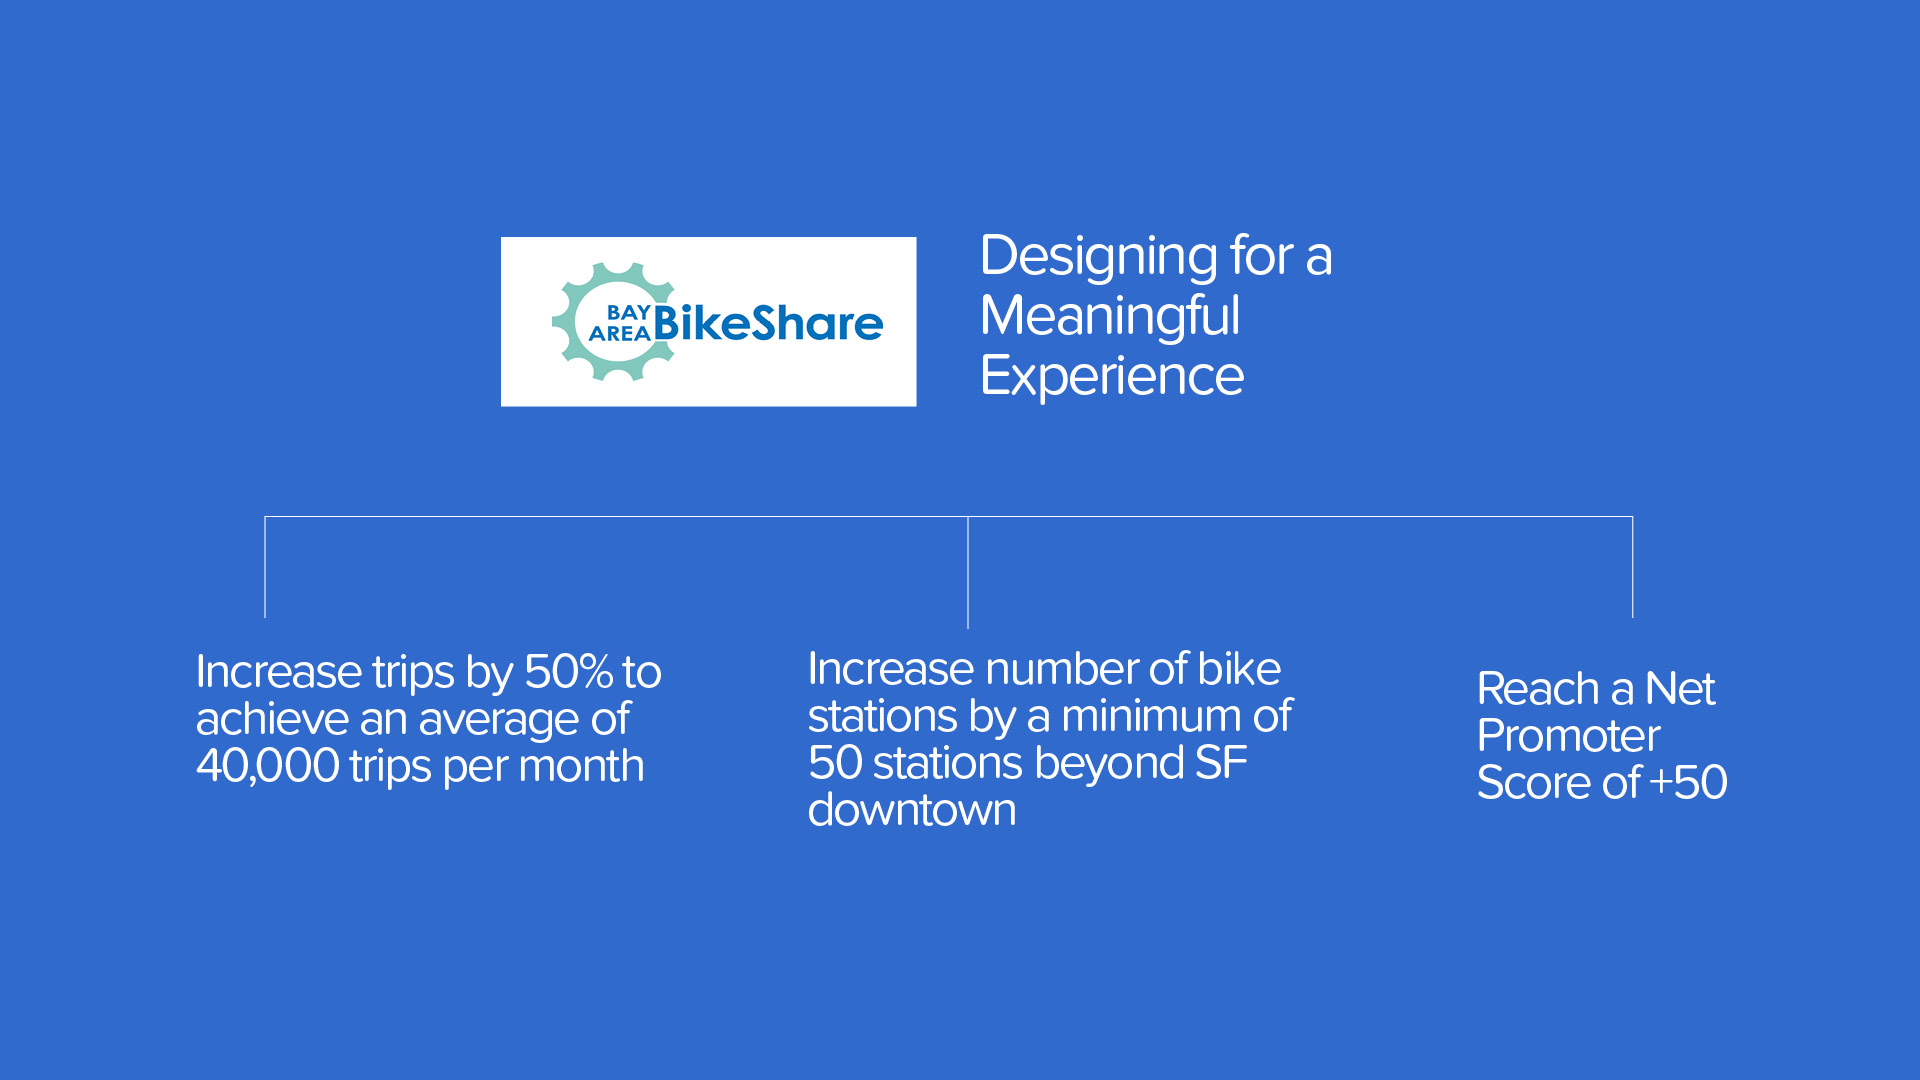 BAY
AREA BikeShare
Designing for a
Meaningful
Experience
Increase trips by 50% to
achieve an average of
40,000 trips per month
Increase number of bike
stations by a minimum of
50 stations beyond SF
downtown
Reach a Net
Promoter
Score of +50